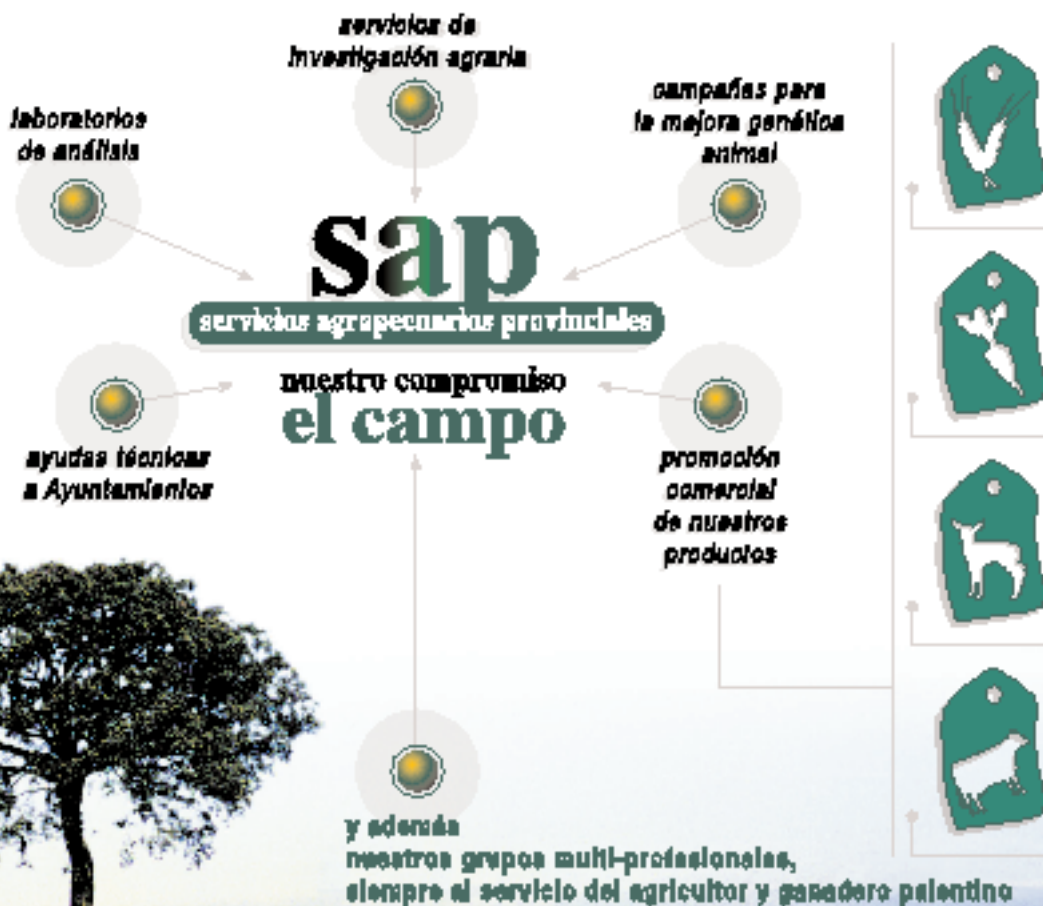 servicios de
investigación agraria
laboratorios
de análisis
campañas para
la mejora genética
animal
sap
servicios agropecuarios provinciales
nuestro compromiso
el campo
ayudas técnicas
a Ayuntamientos
promoción
comercial
de nuestros
productos
y además
nuestros grupos multi-profesionales,
siempre al servicio del agricultor y ganadero palentino